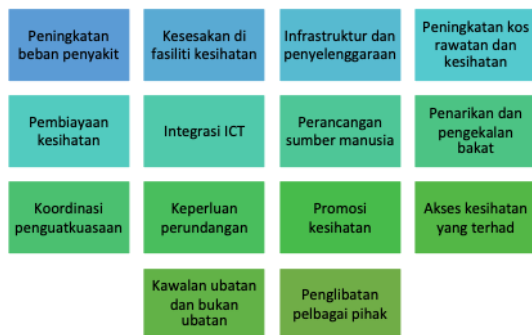 Peningkatan
beban penyakit
Kesesakan di
fasiliti kesihatan
Infrastruktur dan
penyelenggaraan
Peningkatan kos
rawatan dan
kesihatan
Pembiayaan
kesihatan
Integrasi ICT
Perancangan
sumber manusia
Penarikan dan
pengekalan
bakat
Koordinasi
penguatkuasaan
Keperluan
perundangan
Promosi
kesihatan
Akses kesihatan
yang terhad
Kawalan ubatan
dan bukan
ubatan
Penglibatan
pelbagai pihak